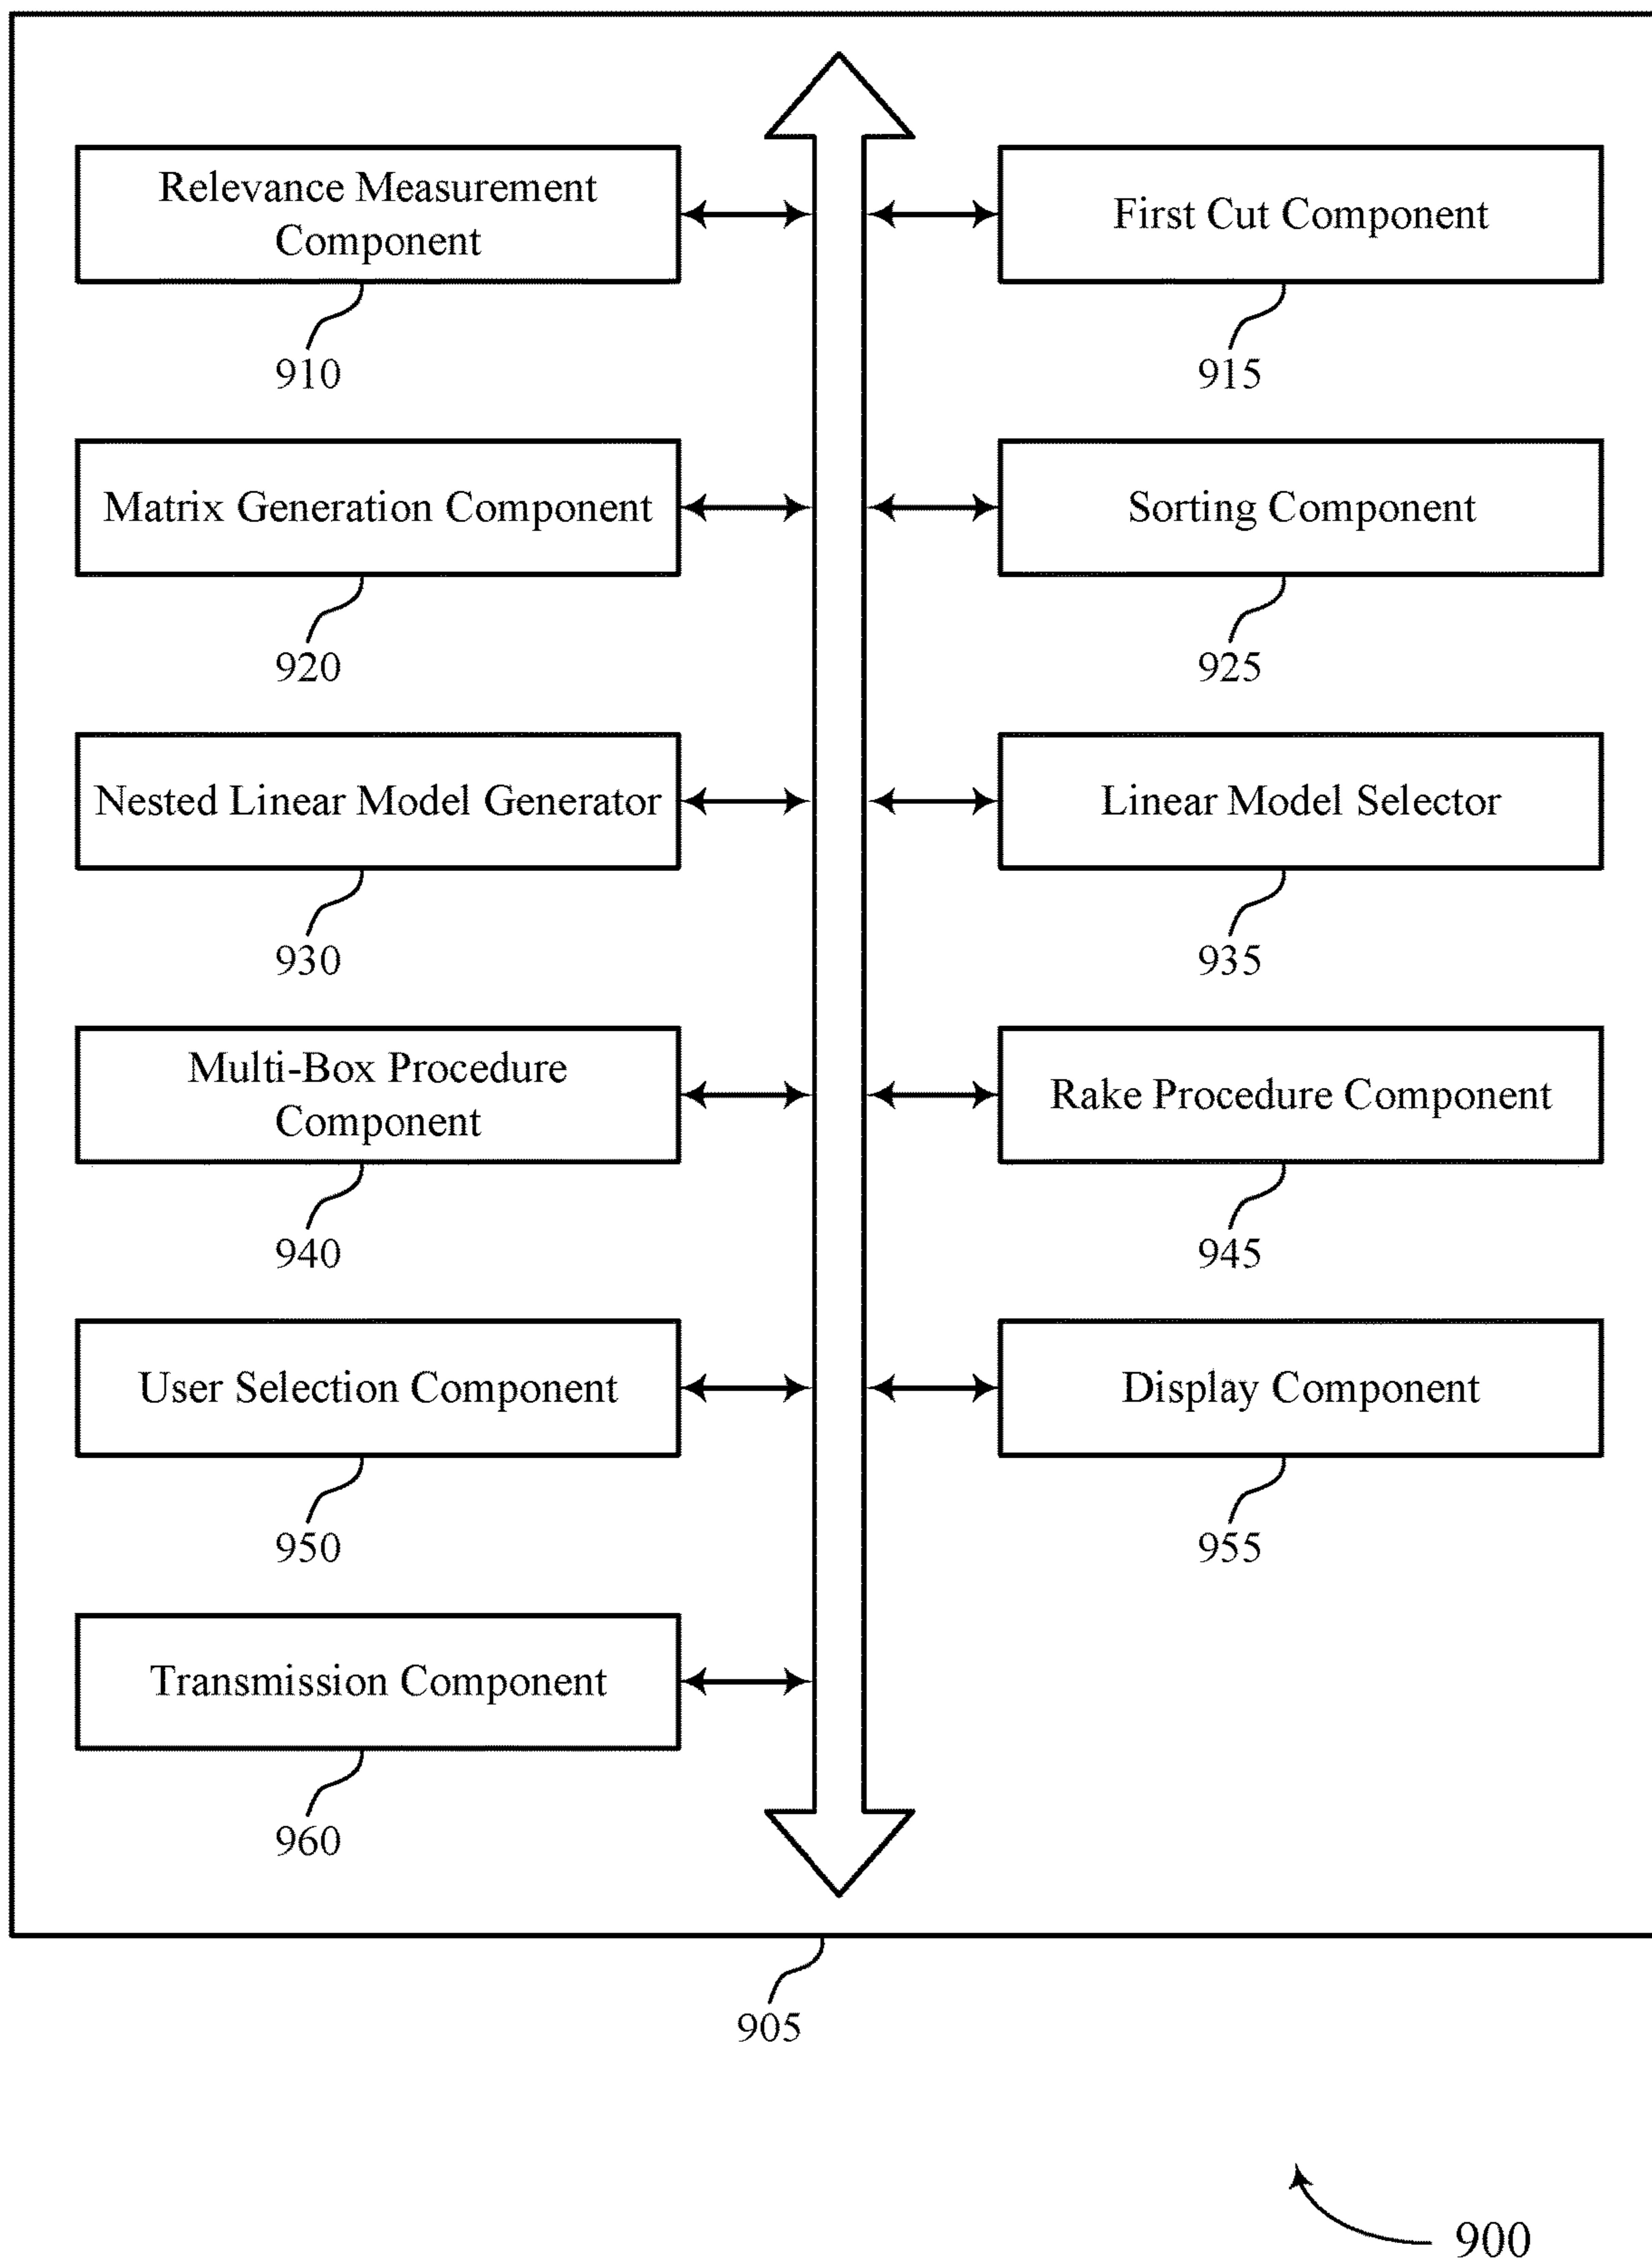 Relevance Measurement
Component
910
First Cut Component
915
Matrix Generation Component
920
Sorting Component
925
Nested Linear Model Generator
930
Linear Model Selector
935
Multi-Box Procedure
Component
940
Rake Procedure Component
945
User Selection Component
950
Display Component
955
Transmission Component
960
905
900